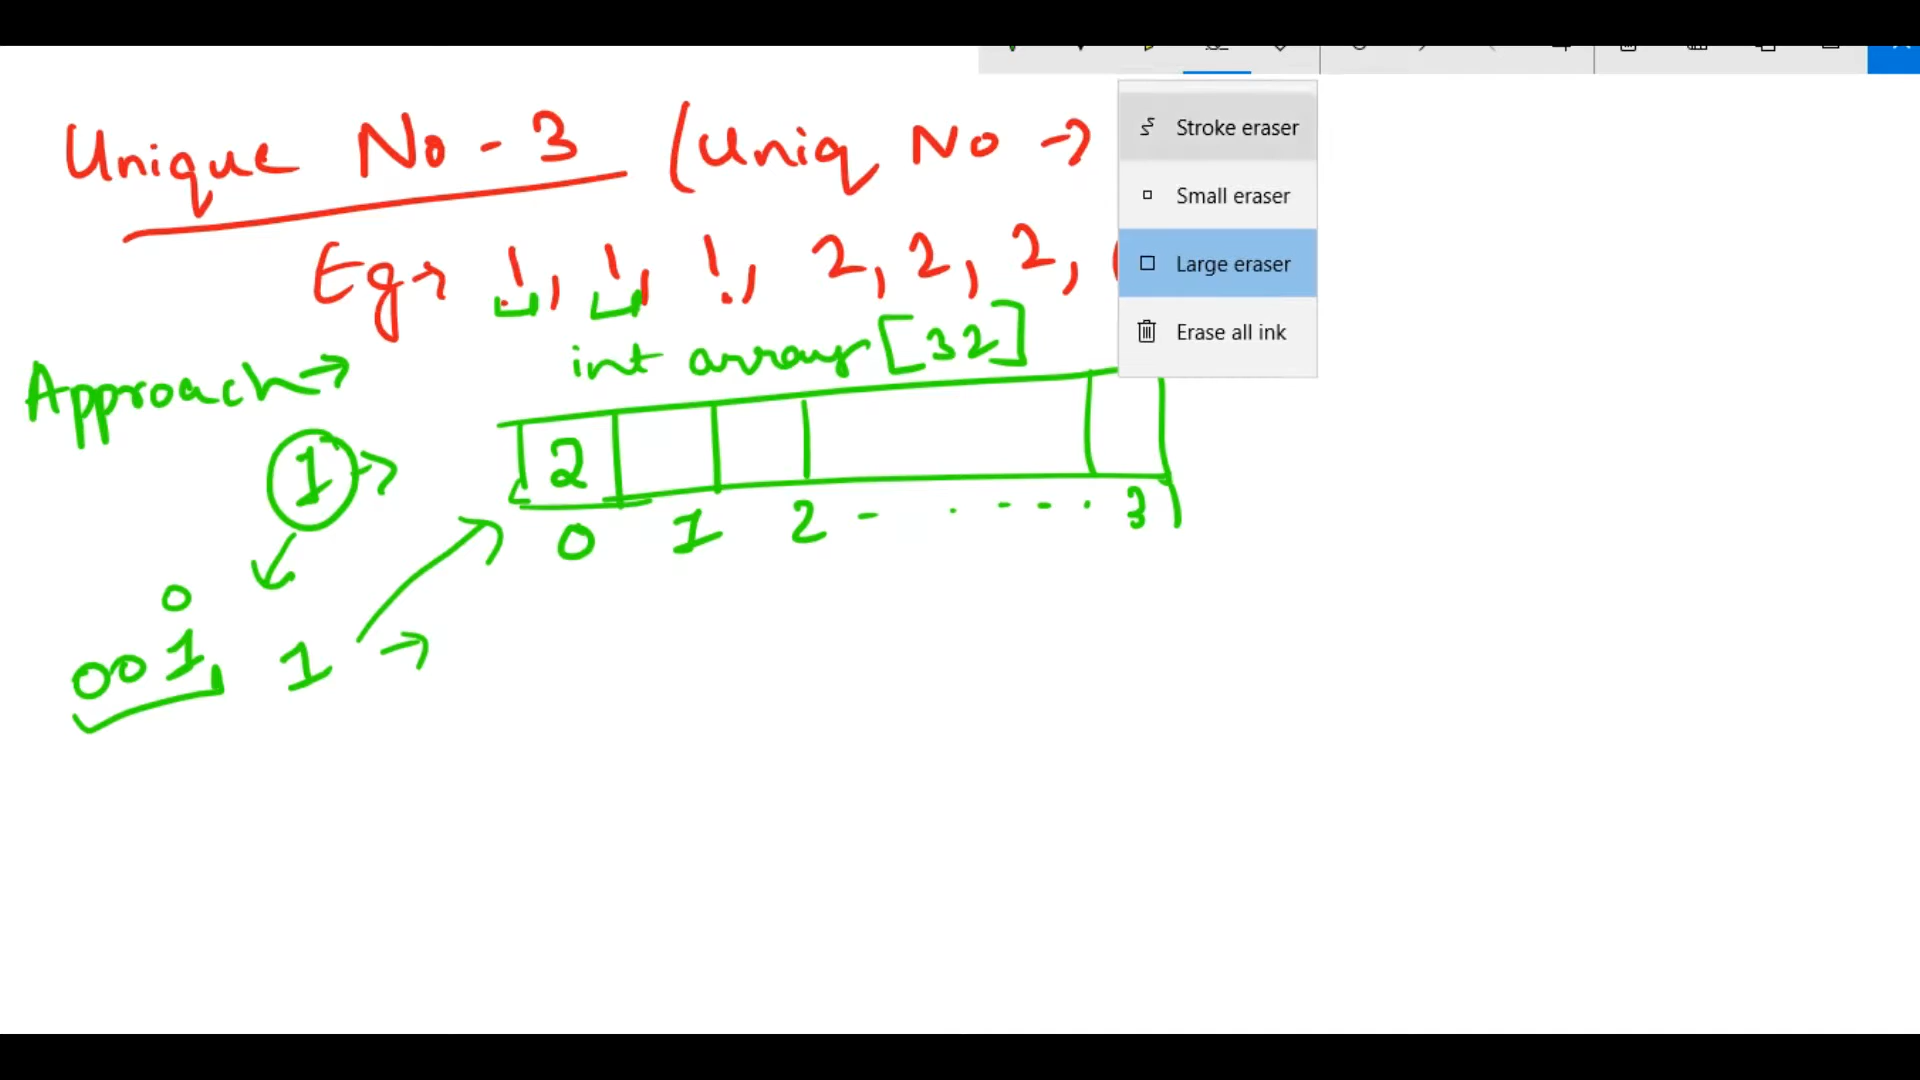 Unique No - 3 (Uniq No →
Stroke eraser
Small eraser
Large eraser
Erase all ink
Eg→ 1, 1, 1, 2, 2, 2,
int array [32]
Approach →
1 →
2
0 1 2 - . - - - . 3
0
001, 1 →